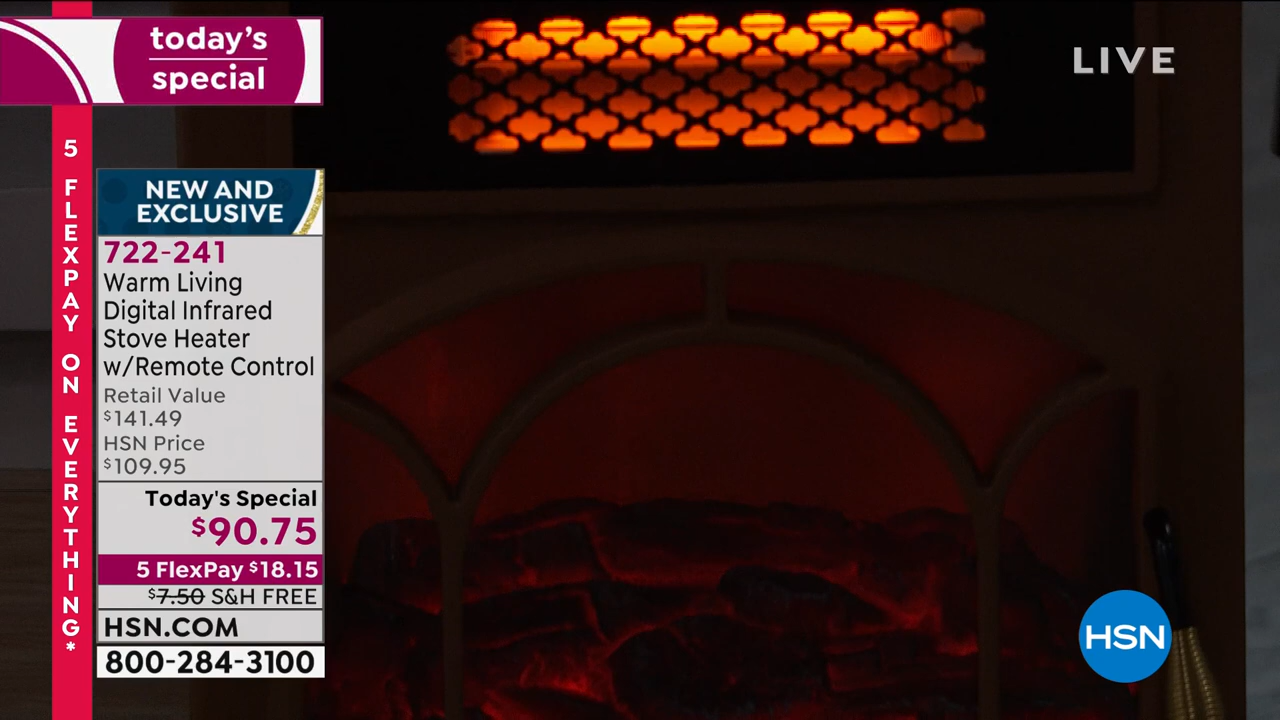 today's
special
LIVE
5 FLEXPAY ON EVERYTHING*
NEW AND
EXCLUSIVE
722-241
Warm Living
Digital Infrared
Stove Heater
w/Remote Control
Retail Value
$141.49
HSN Price
$109.95
Today's Special
$90.75
5 FlexPay $18.15
$7.50 S&H FREE
HSN.COM
800-284-3100
HSN